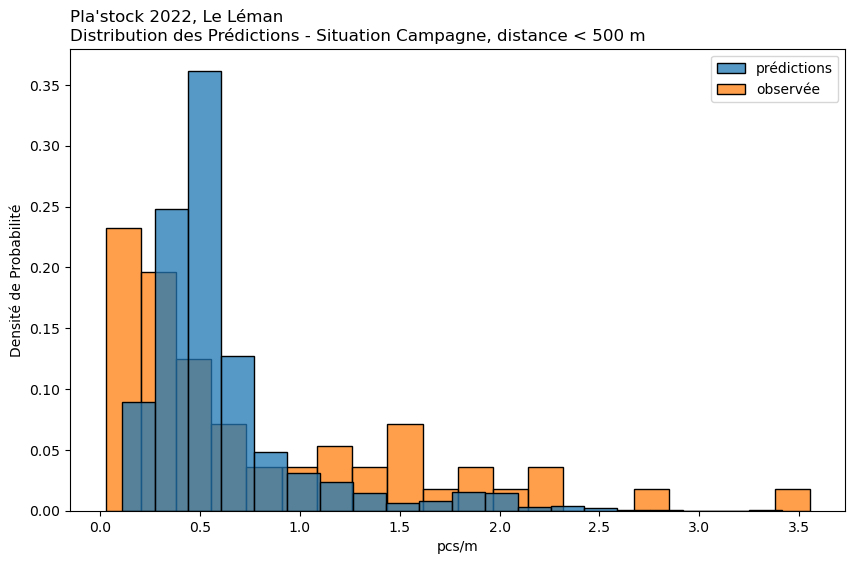 Pla'stock 2022, Le Léman
Distribution des Prédictions - Situation Campagne, distance < 500 m
prédictions
observée
Densité de Probabilité
0.35
0.30
0.25
0.20
0.15
0.10
0.05
0.00
0.0 0.5 1.0 1.5 2.0 2.5 3.0 3.5
pcs/m